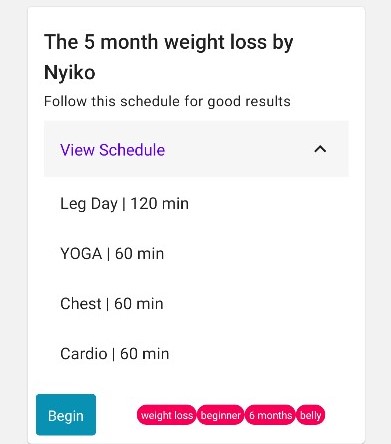 The 5 month weight loss by
Nyiko
Follow this schedule for good results
View Schedule
Leg Day | 120 min
YOGA | 60 min
Chest | 60 min
Cardio | 60 min
Begin
weight loss beginner 6 months belly